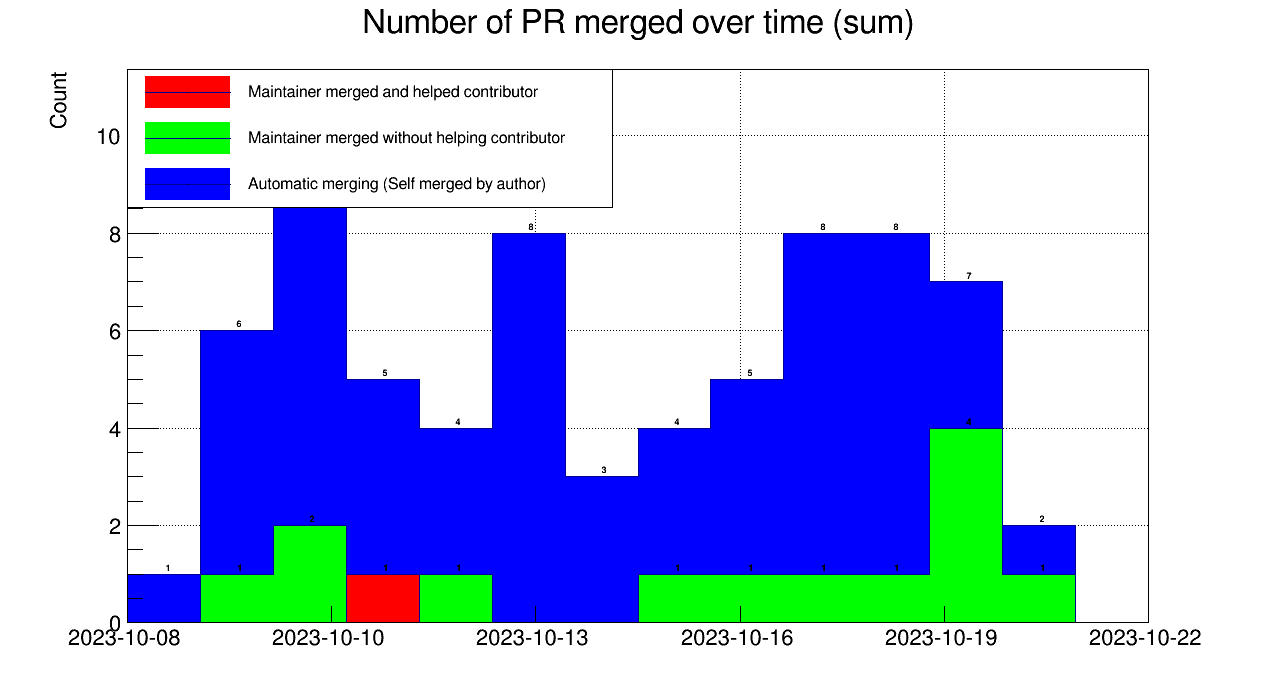 Number of PR merged over time (sum)
Count
Maintainer merged and helped contributor
Maintainer merged without helping contributor
Automatic merging (Self merged by author)
10
8
6
4
2
0
8
8 8
7
6
5
5
4
4
3
2
1
4
2
1 1 1 1 1 1 1 1
2023-10-08 2023-10-10 2023-10-13 2023-10-16 2023-10-19 2023-10-22